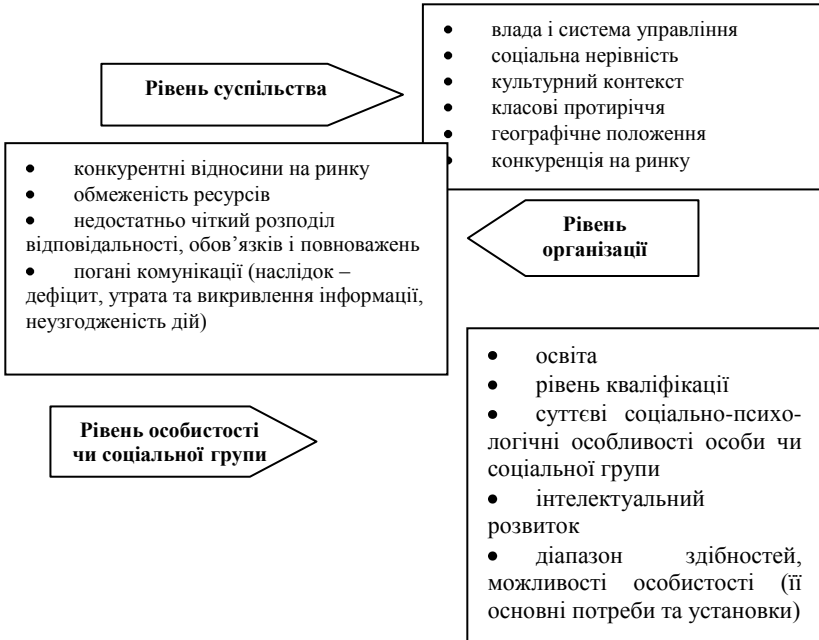 Рівень суспільства
• влада і система управління
• соціальна нерівність
• культурний контекст
• класові протиріччя
• географічне положення
• конкуренція на ринку
Рівень
організації
• конкурентні відносини на ринку
• обмеженість ресурсів
• недостатньо чіткий розподіл
відповідальності, обов’язків і повноважень
• погані комунікації (наслідок –
дефіцит, утрата та викривлення інформації,
неузгодженість дій)
Рівень особистості
чи соціальної групи
• освіта
• рівень кваліфікації
• суттєві соціально-психо-
логічні особливості особи чи
соціальної групи
• інтелектуальний
розвиток
• діапазон здібностей,
можливості особистості (її
основні потреби та установки)